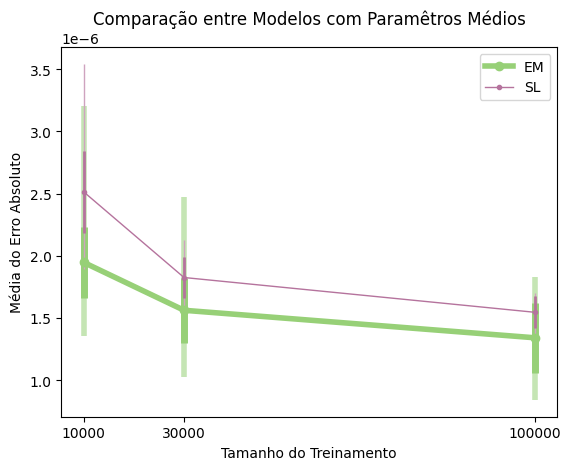 Comparação entre Modelos com Paramêtros Médios
1e−6
3.5
3.0
2.5
2.0
1.5
1.0
Média do Erro Absoluto
EM
SL
10000
30000
100000
Tamanho do Treinamento